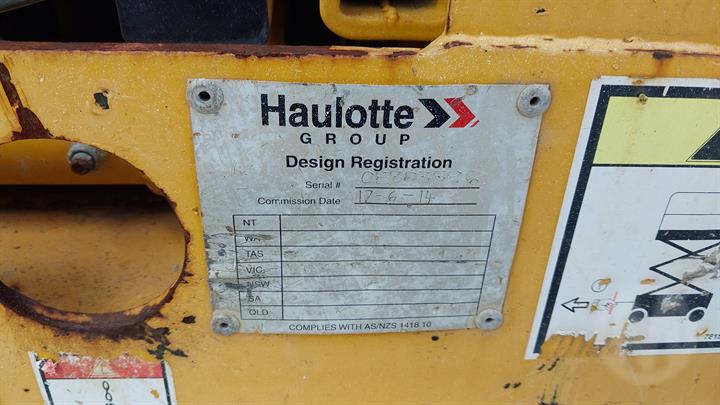 Haulotte
GROUP
Design Registration
Serial #
Commission Date 12-6-14
NT
WA
TAS
VIC
NSW
SA
QLD
COMPLIES WITH AS/NZS 1418.10